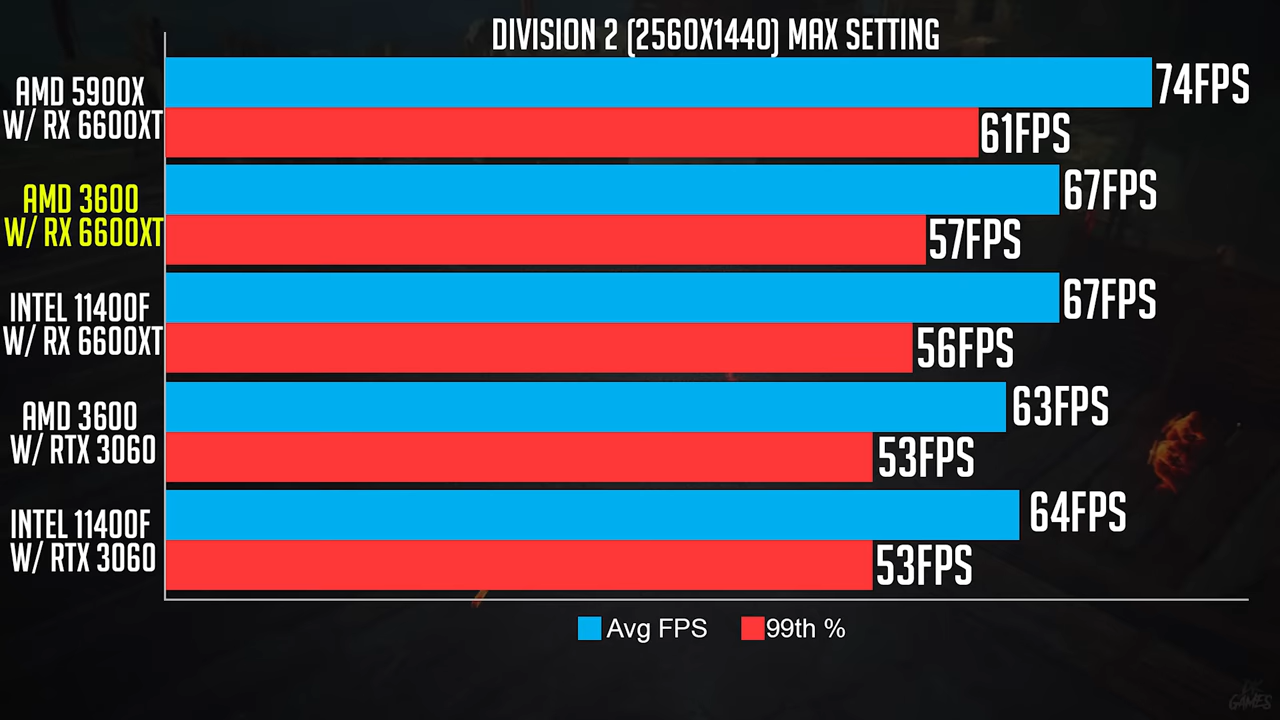 DIVISION 2 (2560X1440) MAX SETTING
AMD 5900X
W/ RX 6600XT
74FPS
61FPS
AMD 3600
W/ RX 6600XT
67FPS
57FPS
INTEL 11400F
W/ RX 6600XT
67FPS
56FPS
AMD 3600
W/ RTX 3060
63FPS
53FPS
INTEL 11400F
W/ RTX 3060
64FPS
53FPS
Avg FPS
99th %
GAMES